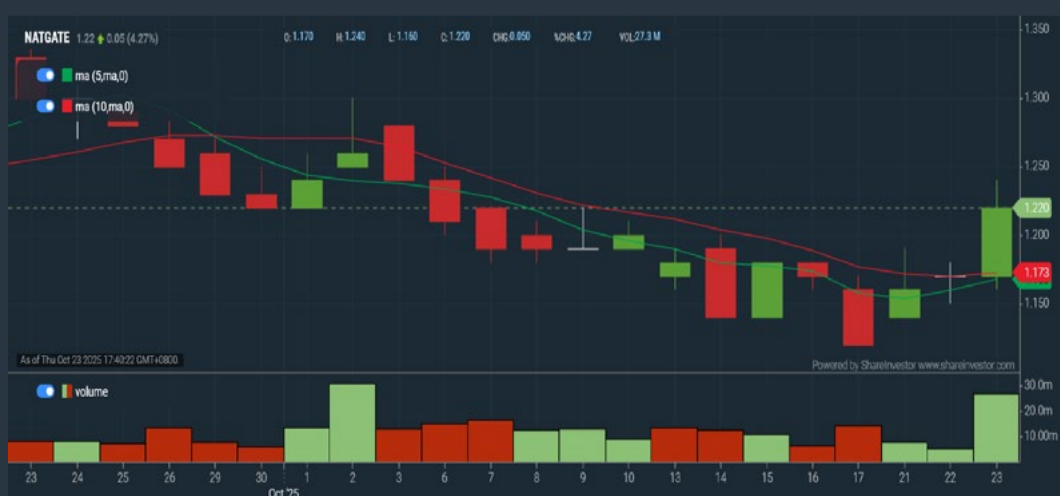 NATGATE 1.22 0.05 (4.27%) O:1.170 H:1.240 L:1.160 C:1.220 CHG:0.050 %CHG:4.27 VOL:27.3 M
ma (5,ma,0)
ma (10,ma,0)
1.350
1.300
1.250
1.220
1.200
1.173
1.150
As of Thu Oct 23 2025 17:40:22 GMT+0800
Powered by ShareInvestor www.shareinvestor.com
volume
30.0m
20.0m
10.00m
23 24 25 26 29 30 1 2 3 6 7 8 9 10 13 14 15 16 17 21 22 23
Oct '25